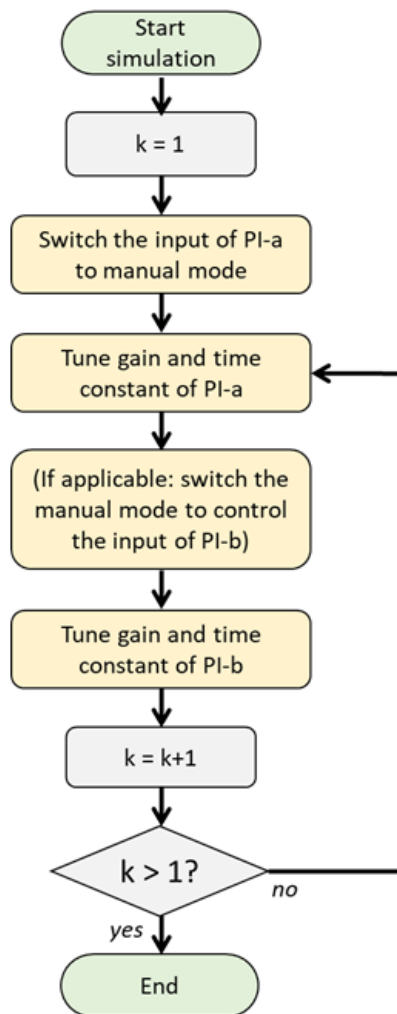 Start
simulation
k = 1
Switch the input of PI-a
to manual mode
Tune gain and time
constant of PI-a
(If applicable: switch the
manual mode to control
the input of PI-b)
Tune gain and time
constant of PI-b
k = k+1
k > 1?
no
yes
End